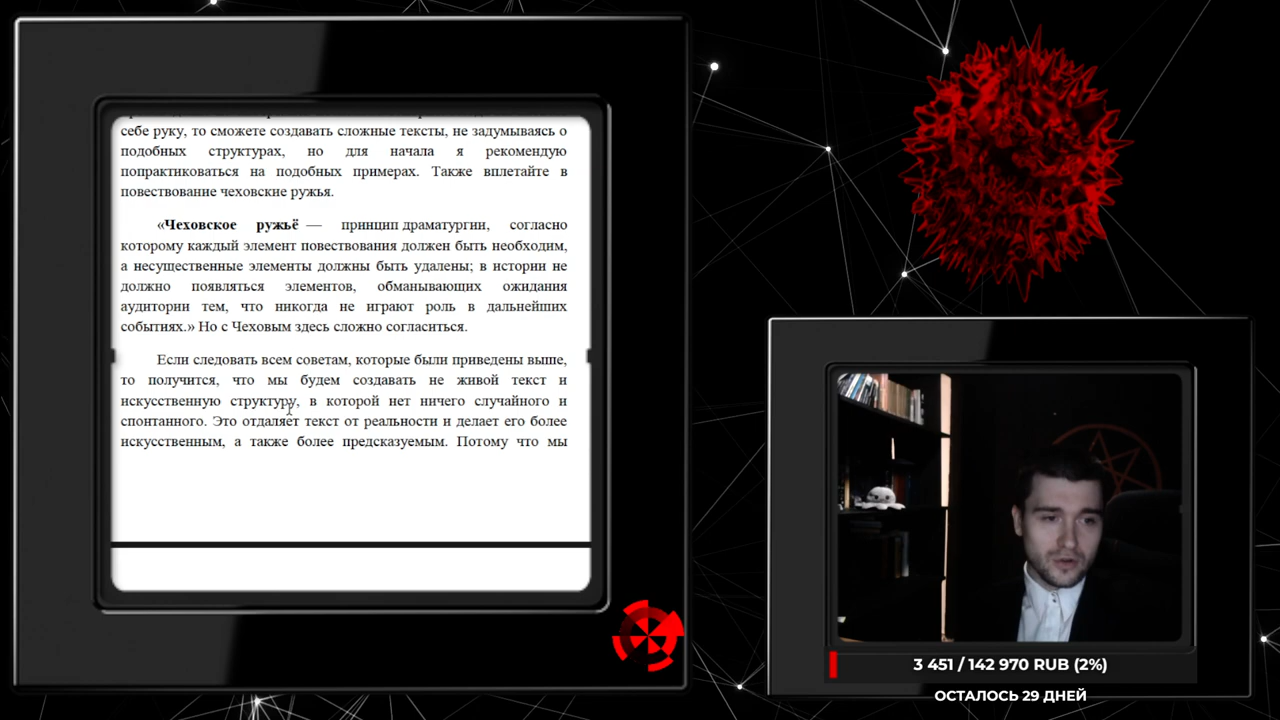 себе руку, то сможете создавать сложные тексты, не задумываясь о
подобных структурах, но для начала я рекомендую
попрактиковаться на подобных примерах. Также вплетайте в
повествование чеховские ружья.
«Чеховское ружьё — принцип драматургии, согласно
которому каждый элемент повествования должен быть необходим,
а несущественные элементы должны быть удалены; в истории не
должно появляться элементов, обманывающих ожидания
аудитории тем, что никогда не играют роль в дальнейших
событиях.» Но с Чеховым здесь сложно согласиться.
Если следовать всем советам, которые были приведены выше,
то получится, что мы будем создавать не живой текст и
искусственную структуру, в которой нет ничего случайного и
спонтанного. Это отдаляет текст от реальности и делает его более
искусственным, а также более предсказуемым. Потому что мы
3 451 / 142 970 RUB (2%)
ОСТАЛОСЬ 29 ДНЕЙ